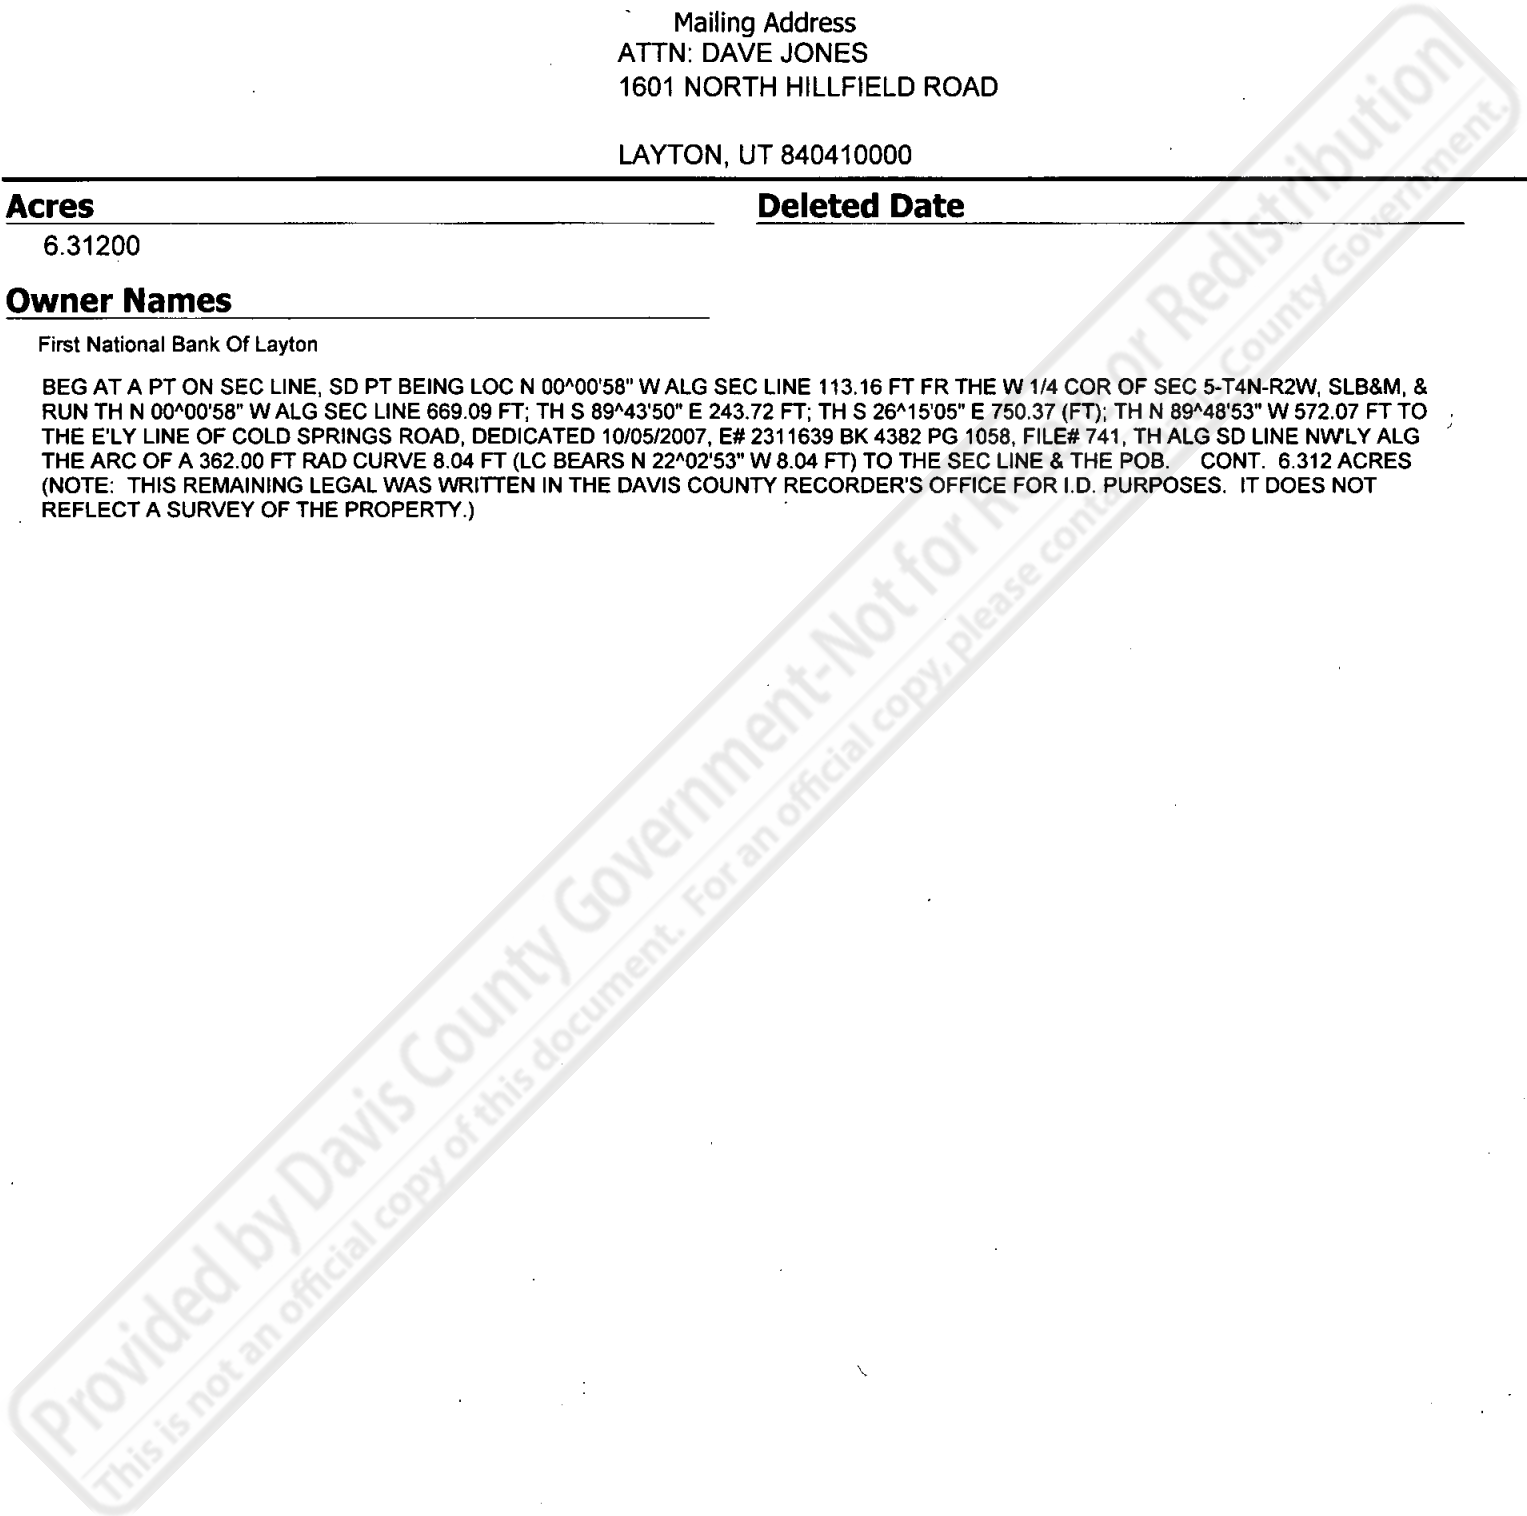 Mailing Address
ATTN: DAVE JONES
1601 NORTH HILLFIELD ROAD
LAYTON, UT 840410000
Acres
Deleted Date
6.31200
Owner Names
First National Bank Of Layton
BEG AT A PT ON SEC LINE, SD PT BEING LOC N 00^00'58" W ALG SEC LINE 113.16 FT FR THE W 1/4 COR OF SEC 5-T4N-R2W, SLB&M, &
RUN TH N 00^00'58" W ALG SEC LINE 669.09 FT; TH S 89^43'50" E 243.72 FT; TH S 26^15'05" E 750.37 (FT); TH N 89^48'53" W 572.07 FT TO
THE E'LY LINE OF COLD SPRINGS ROAD, DEDICATED 10/05/2007, E# 2311639 BK 4382 PG 1058, FILE# 741, TH ALG SD LINE NW'LY ALG
THE ARC OF A 362.00 FT RAD CURVE 8.04 FT (LC BEARS N 22^02'53" W 8.04 FT) TO THE SEC LINE & THE POB. CONT. 6.312 ACRES
(NOTE: THIS REMAINING LEGAL WAS WRITTEN IN THE DAVIS COUNTY RECORDER'S OFFICE FOR I.D. PURPOSES. IT DOES NOT
REFLECT A SURVEY OF THE PROPERTY.)
Provided by Davis County Government-Not for Resale or Redistribution
This is not an official copy of this document. For an official copy, please contact Davis County Government.